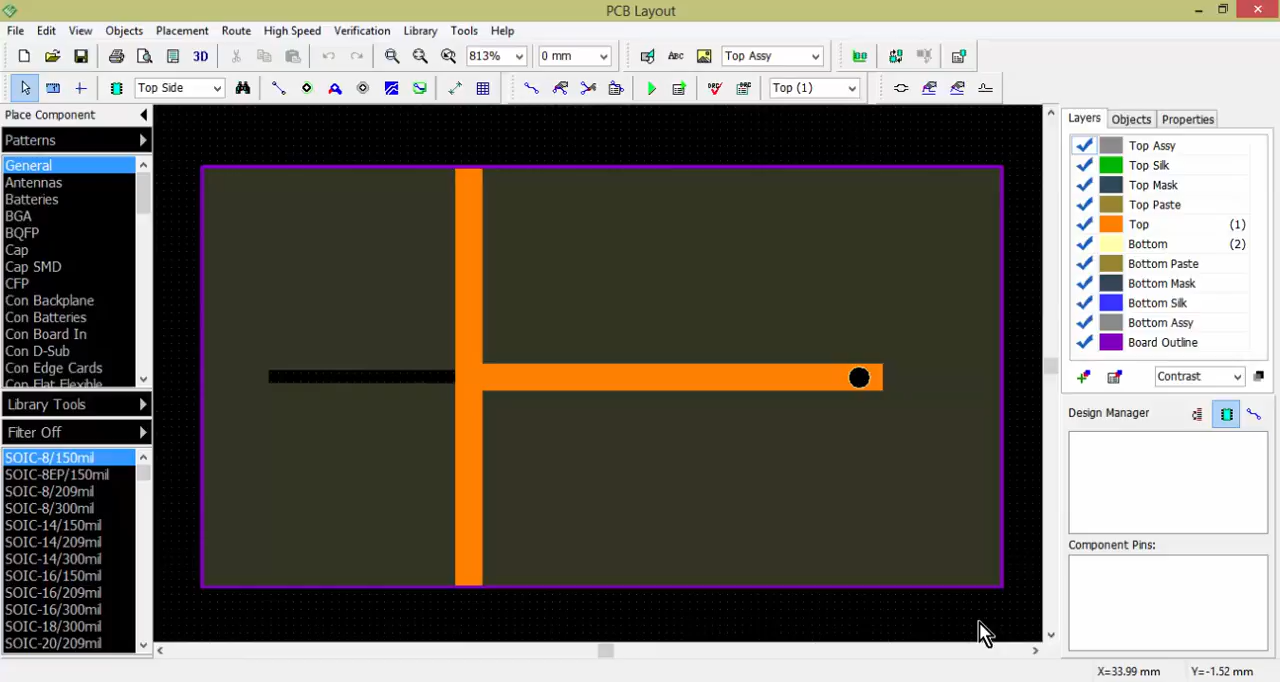 PCB Layout
File Edit View Objects Placement Route High Speed Verification Library Tools Help
3D 813% 0 mm ABC Top Assy
Top Side DRC Top (1)
Place Component
Patterns
General
Antennas
Batteries
BGA
BQFP
Cap
Cap SMD
CFP
Con Backplane
Con Batteries
Con Board In
Con D-Sub
Con Edge Cards
Con Flat Flexible
Library Tools
Filter Off
SOIC-8/150mil
SOIC-8EP/150mil
SOIC-8/209mil
SOIC-8/300mil
SOIC-14/150mil
SOIC-14/209mil
SOIC-14/300mil
SOIC-16/150mil
SOIC-16/209mil
SOIC-16/300mil
SOIC-18/300mil
SOIC-20/209mil
Layers Objects Properties
Top Assy
Top Silk
Top Mask
Top Paste
Top (1)
Bottom (2)
Bottom Paste
Bottom Mask
Bottom Silk
Bottom Assy
Board Outline
Contrast
Design Manager
Component Pins:
X=33.99 mm Y=-1.52 mm